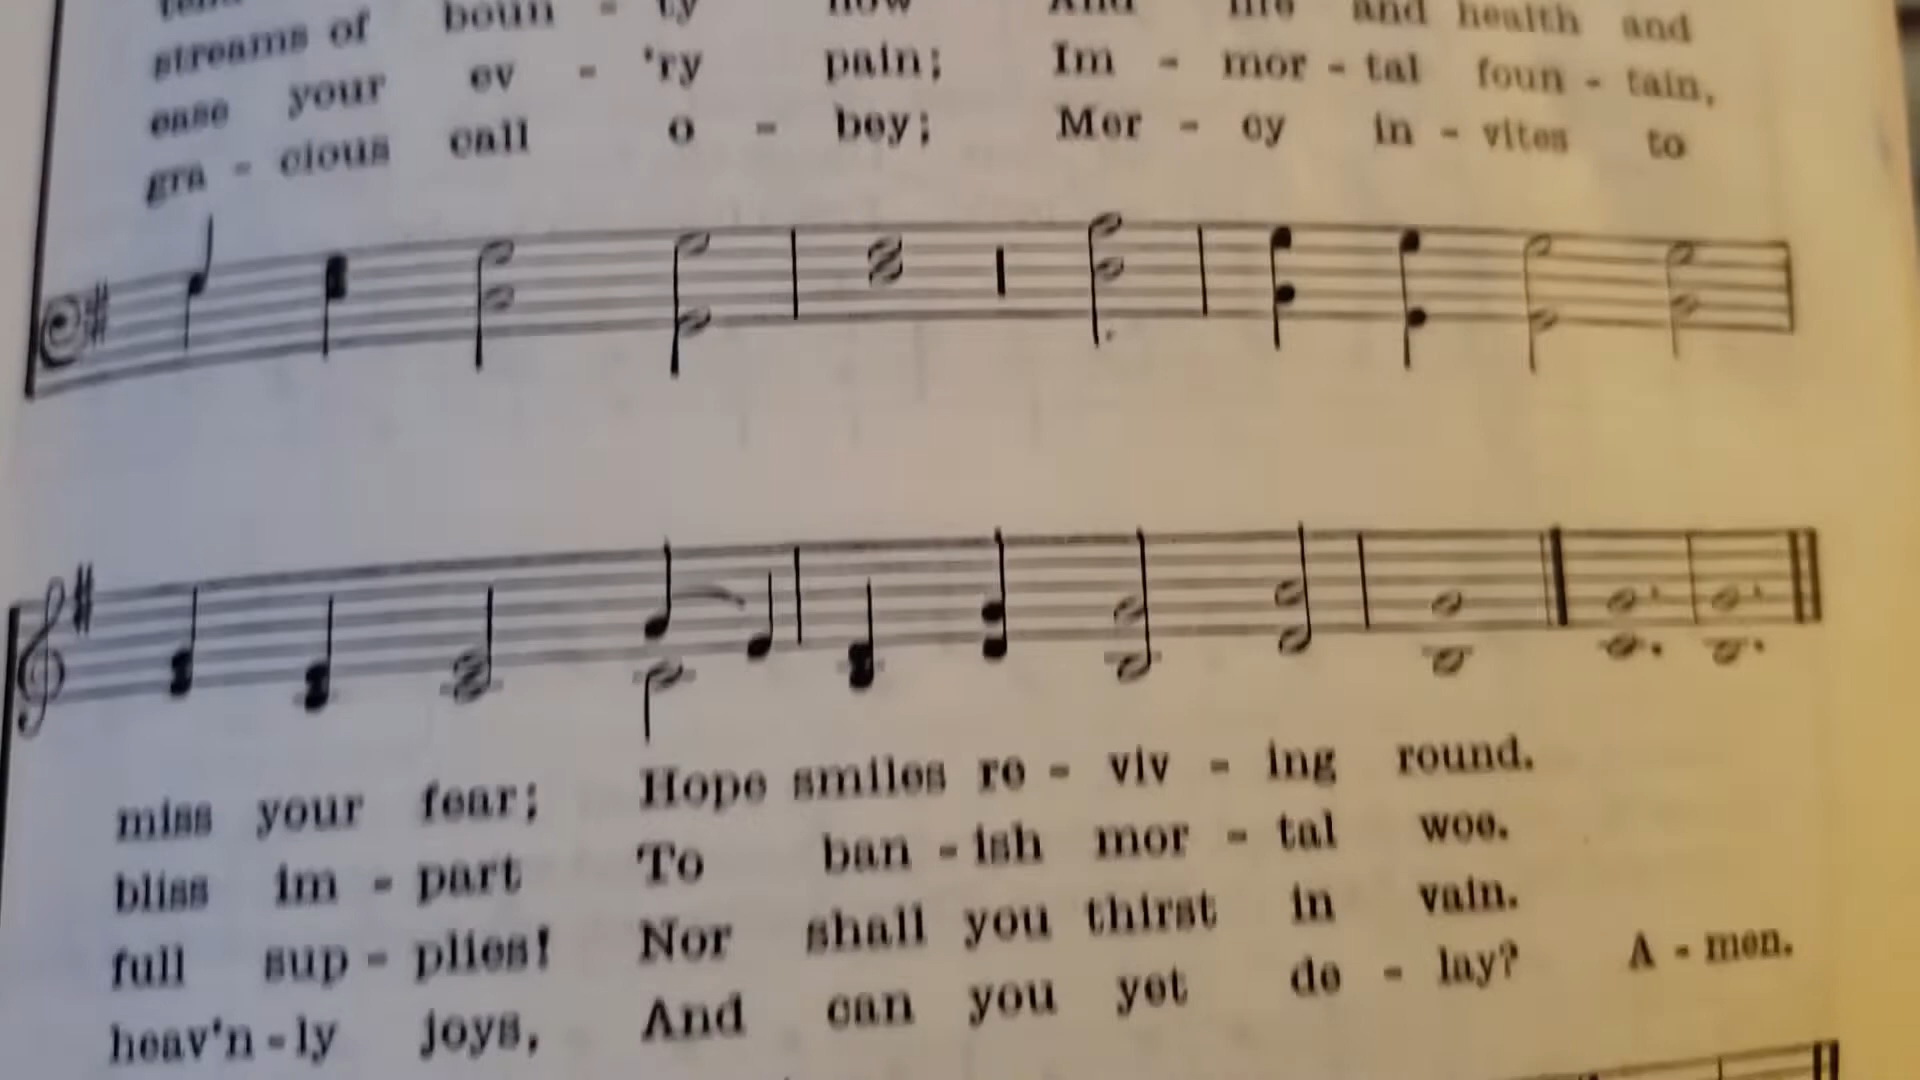 boun - ty now And life and health and
streams of
ease your ev - 'ry pain; Im - mor - tal foun - tain,
gra - cious call o - bey; Mer - cy in - vites to
miss your fear; Hope smiles re - viv - ing round.
bliss im - part To ban - ish mor - tal woe.
full sup - plies! Nor shall you thirst in vain.
heav'n - ly joys, And can you yet de - lay? A - men.